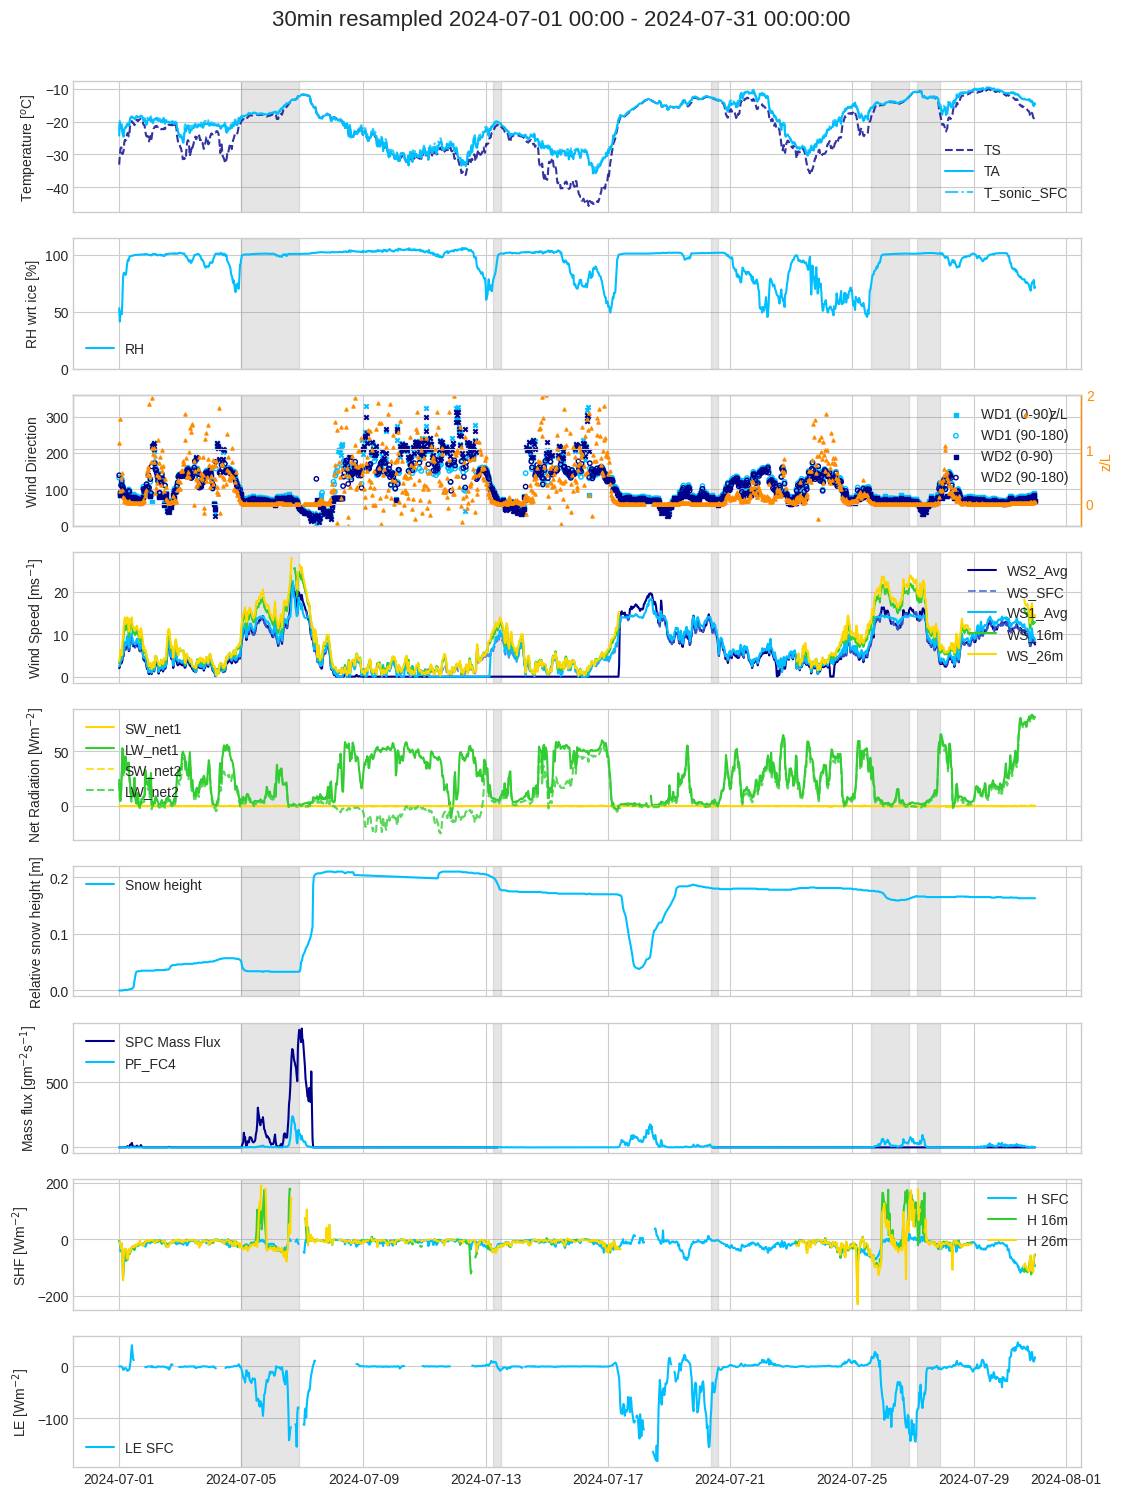 30min resampled 2024-07-01 00:00 - 2024-07-31 00:00:00
Temperature [°C]
−10
−20
−30
−40
TS
TA
T_sonic_SFC
RH wrt ice [%]
100
50
0
RH
Wind Direction
300
200
100
0
WD1 (0-90)
z/L
WD1 (90-180)
WD2 (0-90)
WD2 (90-180)
2
1
0
z/L
Wind Speed [ms⁻¹]
20
10
0
WS2_Avg
WS_SFC
WS1_Avg
WS_16m
WS_26m
Net Radiation [Wm⁻²]
50
0
SW_net1
LW_net1
SW_net2
LW_net2
Relative snow height [m]
0.2
0.1
0.0
Snow height
Mass flux [gm⁻²s⁻¹]
500
0
SPC Mass Flux
PF_FC4
SHF [Wm⁻²]
200
0
−200
H SFC
H 16m
H 26m
LE [Wm⁻²]
0
−100
LE SFC
2024-07-01 2024-07-05 2024-07-09 2024-07-13 2024-07-17 2024-07-21 2024-07-25 2024-07-29 2024-08-01